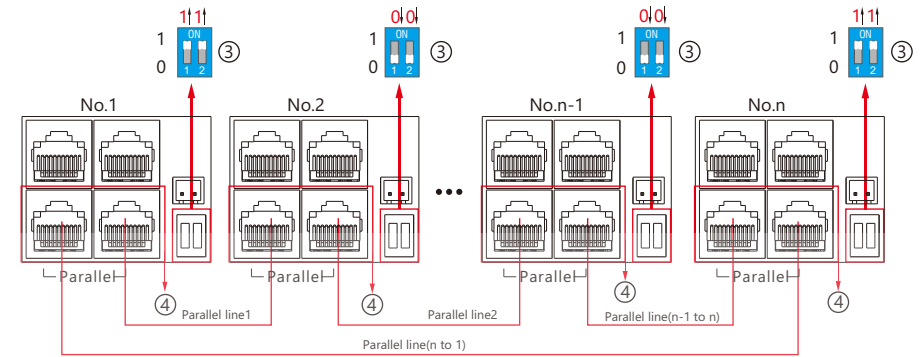 1 1
0 0
0 0
1 1
ON
1 2
1
0
③
ON
1 2
1
0
③
ON
1 2
1
0
③
ON
1 2
1
0
③
No.1
No.2
No.n-1
No.n
•••
Parallel
Parallel
Parallel
Parallel
④
④
④
④
Parallel line1
Parallel line2
Parallel line(n-1 to n)
Parallel line(n to 1)